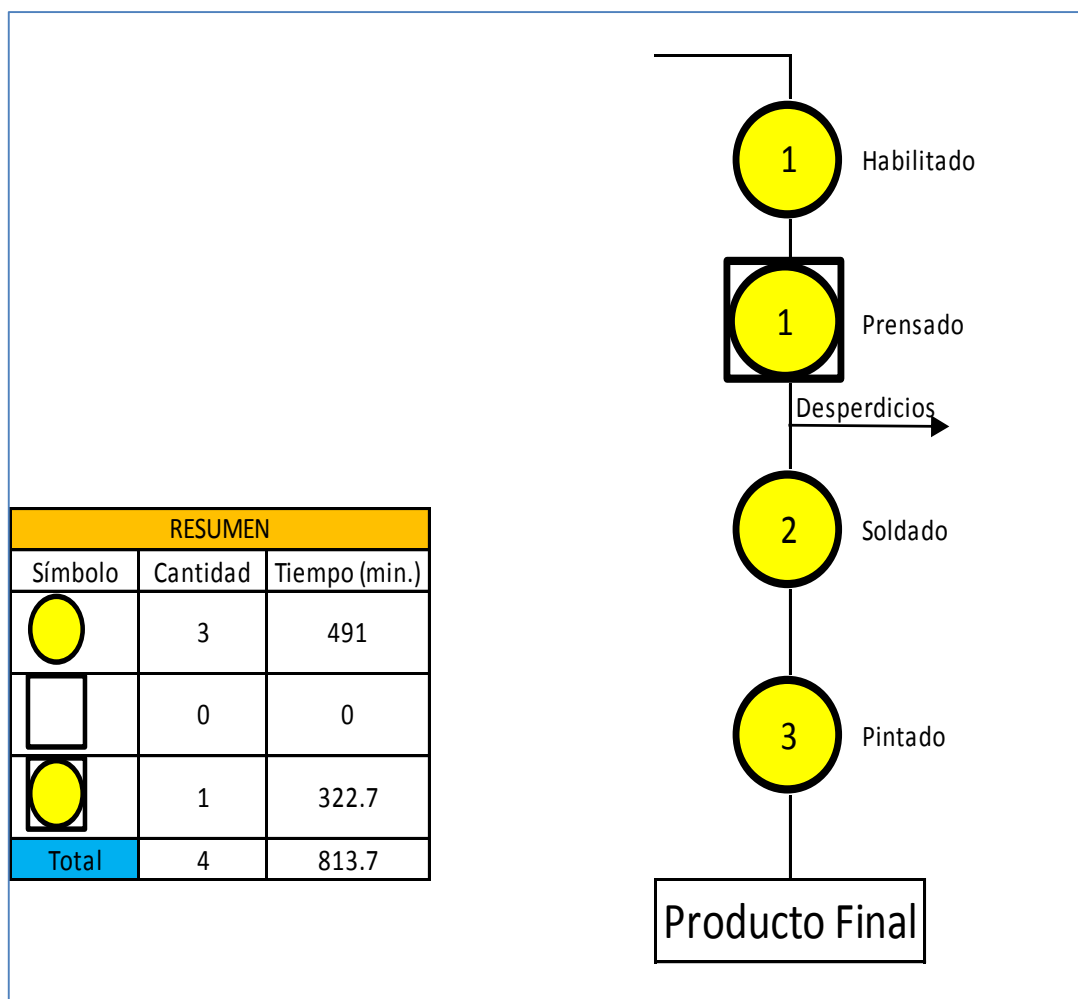 1 Habilitado
1 Prensado
Desperdicios
2 Soldado
3 Pintado
Producto Final
RESUMEN
Símbolo Cantidad Tiempo (min.)
3 491
0 0
1 322.7
Total 4 813.7